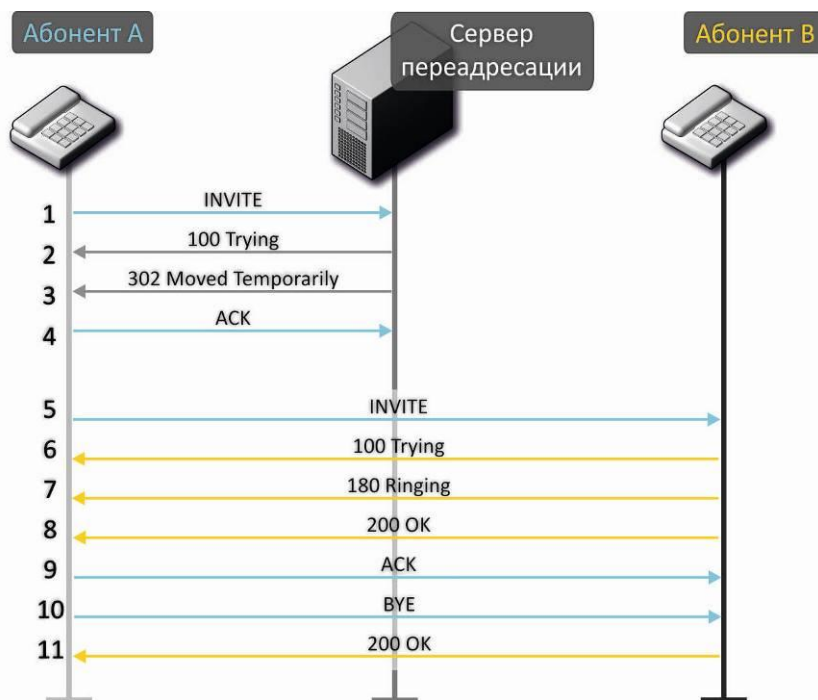 Абонент А
Сервер
переадресации
Абонент В
1
INVITE
2
100 Trying
3
302 Moved Temporarily
4
ACK
5
INVITE
6
100 Trying
7
180 Ringing
8
200 OK
9
ACK
10
BYE
11
200 OK